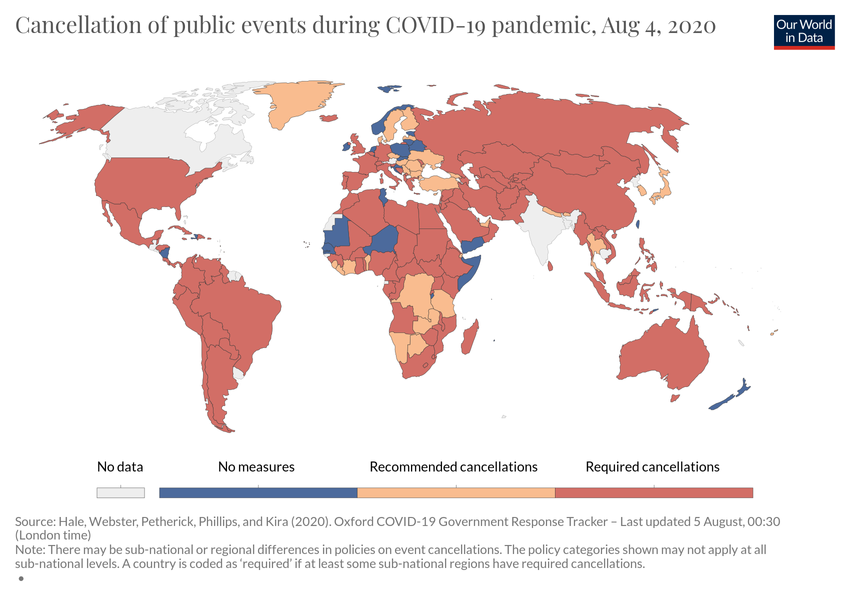 Cancellation of public events during COVID-19 pandemic, Aug 4, 2020
Our World
in Data
No data
No measures
Recommended cancellations
Required cancellations
Source: Hale, Webster, Petherick, Phillips, and Kira (2020). Oxford COVID-19 Government Response Tracker – Last updated 5 August, 00:30
(London time)
Note: There may be sub-national or regional differences in policies on event cancellations. The policy categories shown may not apply at all
sub-national levels. A country is coded as ‘required’ if at least some sub-national regions have required cancellations.